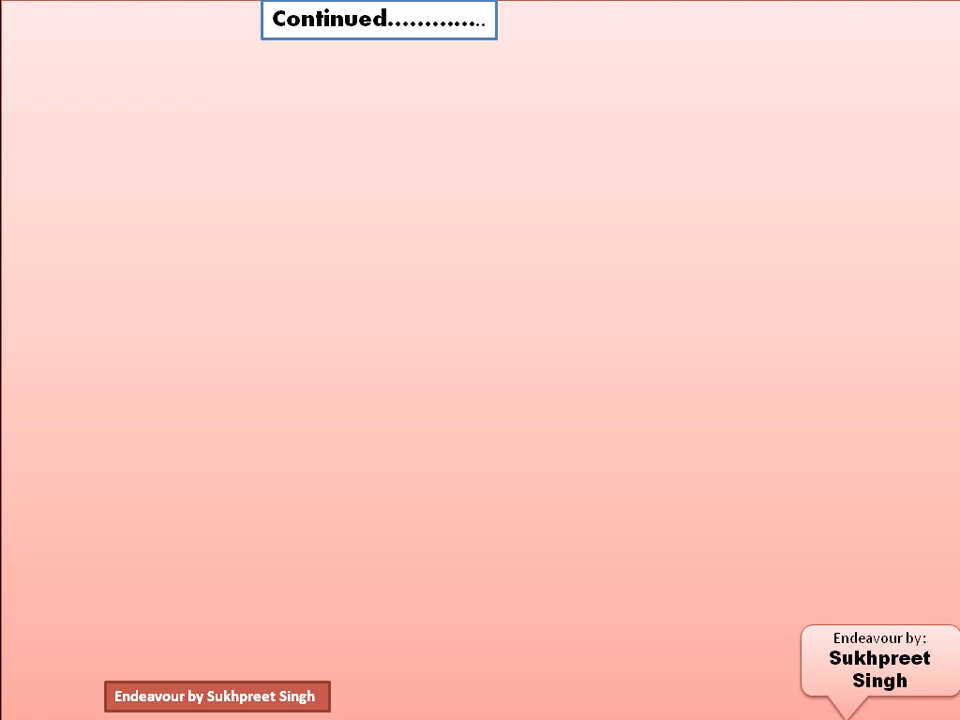 Continued…………..
Endeavour by:
Sukhpreet
Singh
Endeavour by Sukhpreet Singh